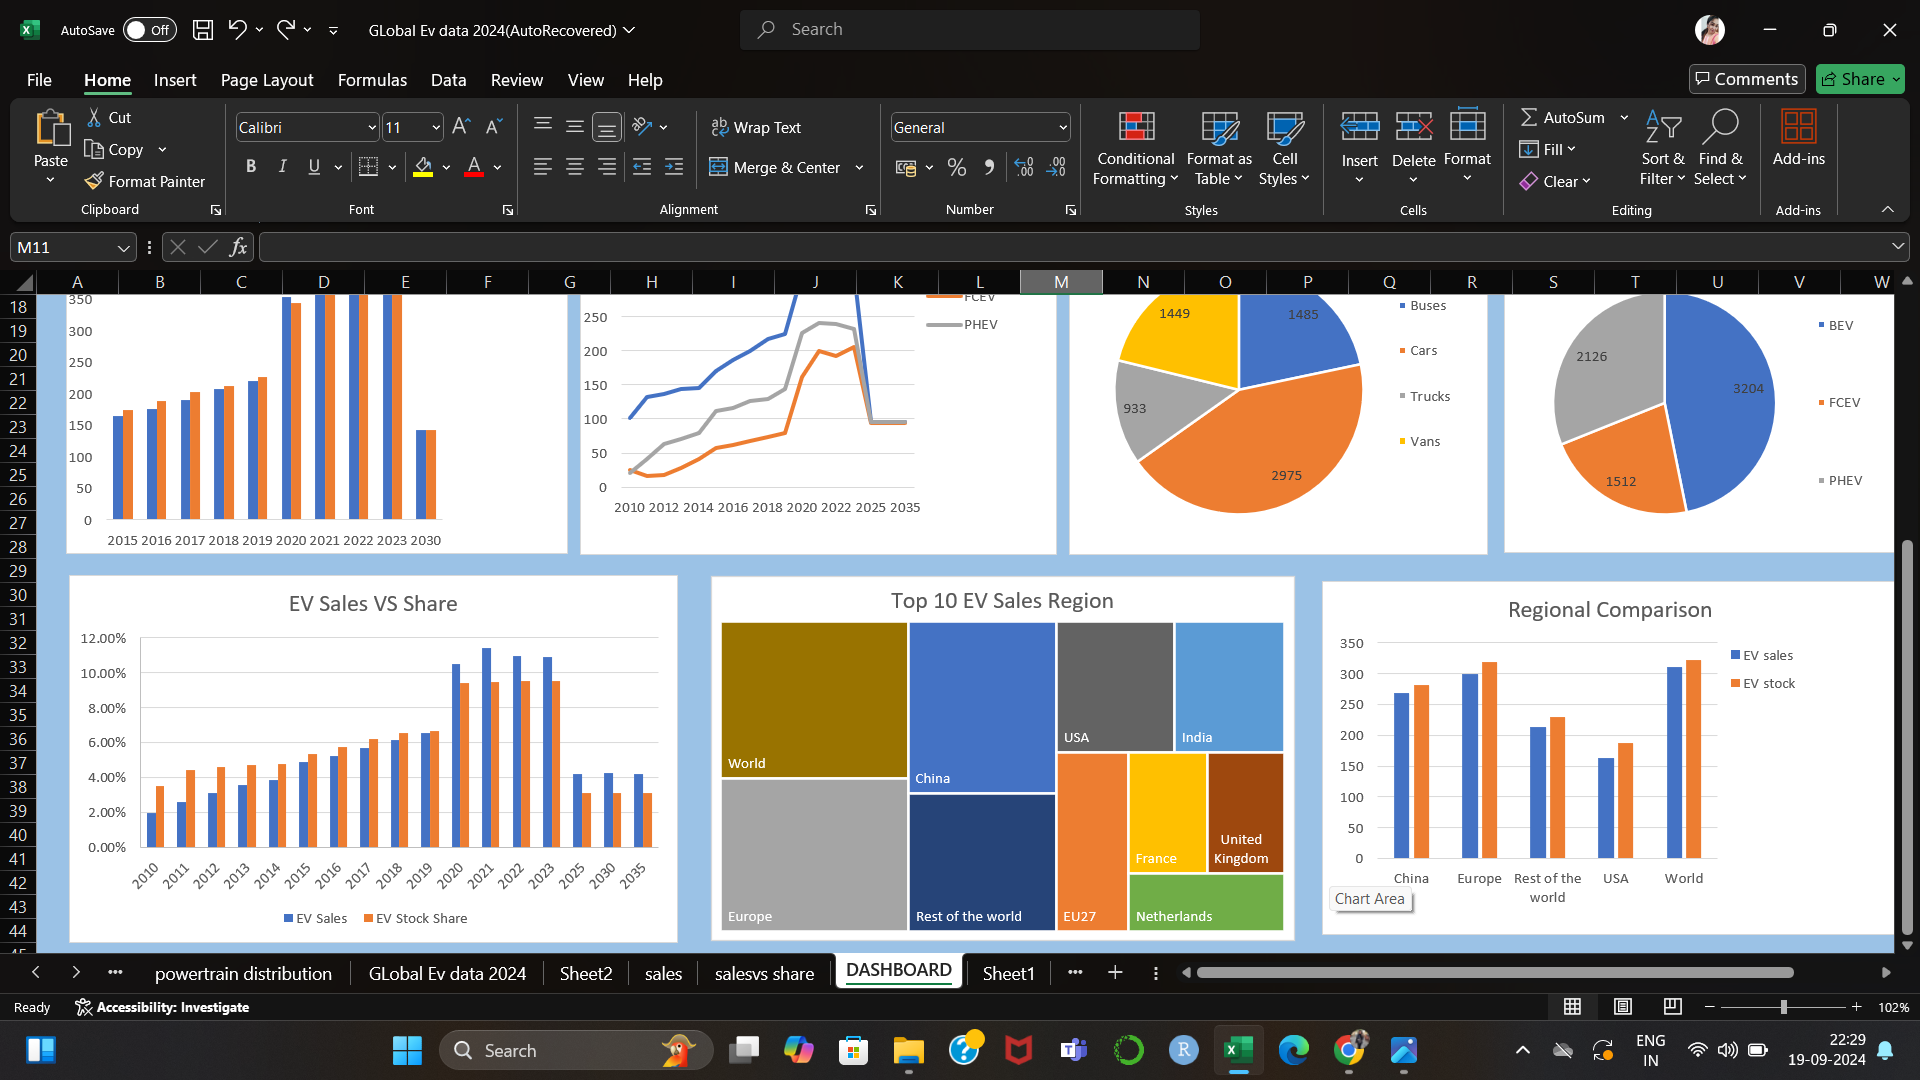 AutoSave Off GLobal Ev data 2024(AutoRecovered) Search
File Home Insert Page Layout Formulas Data Review View Help Comments Share
Paste Cut Copy Format Painter
Clipboard
Calibri 11
B I U A
Font
Wrap Text
Merge & Center
Alignment
General
% , .00
Number
Conditional Formatting
Format as Table
Cell Styles
Styles
Insert Delete Format
Cells
AutoSum
Fill
Clear
Sort & Filter
Find & Select
Editing
Add-ins
Add-ins
M11 fx
A B C D E F G H I J K L M N O P Q R S T U V W
18
19
20
21
22
23
24
25
26
27
28
29
30
31
32
33
34
35
36
37
38
39
40
41
42
43
44
45
350
300
250
200
150
100
50
0
2015 2016 2017 2018 2019 2020 2021 2022 2023 2030
FCEV
PHEV
250
200
150
100
50
0
2010 2012 2014 2016 2018 2020 2022 2025 2035
1449
1485
933
2975
Buses
Cars
Trucks
Vans
2126
3204
1512
BEV
FCEV
PHEV
EV Sales VS Share
12.00%
10.00%
8.00%
6.00%
4.00%
2.00%
0.00%
2010 2011 2012 2013 2014 2015 2016 2017 2018 2019 2020 2021 2022 2023 2025 2030 2035
EV Sales EV Stock Share
Top 10 EV Sales Region
World
China
USA
India
Europe
Rest of the world
EU27
France
United
Kingdom
Netherlands
Regional Comparison
350
300
250
200
150
100
50
0
EV sales
EV stock
China Europe Rest of the USA World
world
Chart Area
powertrain distribution GLobal Ev data 2024 Sheet2 sales salesvs share DASHBOARD Sheet1
Ready Accessibility: Investigate 102%
Search
ENG
IN
22:29
19-09-2024